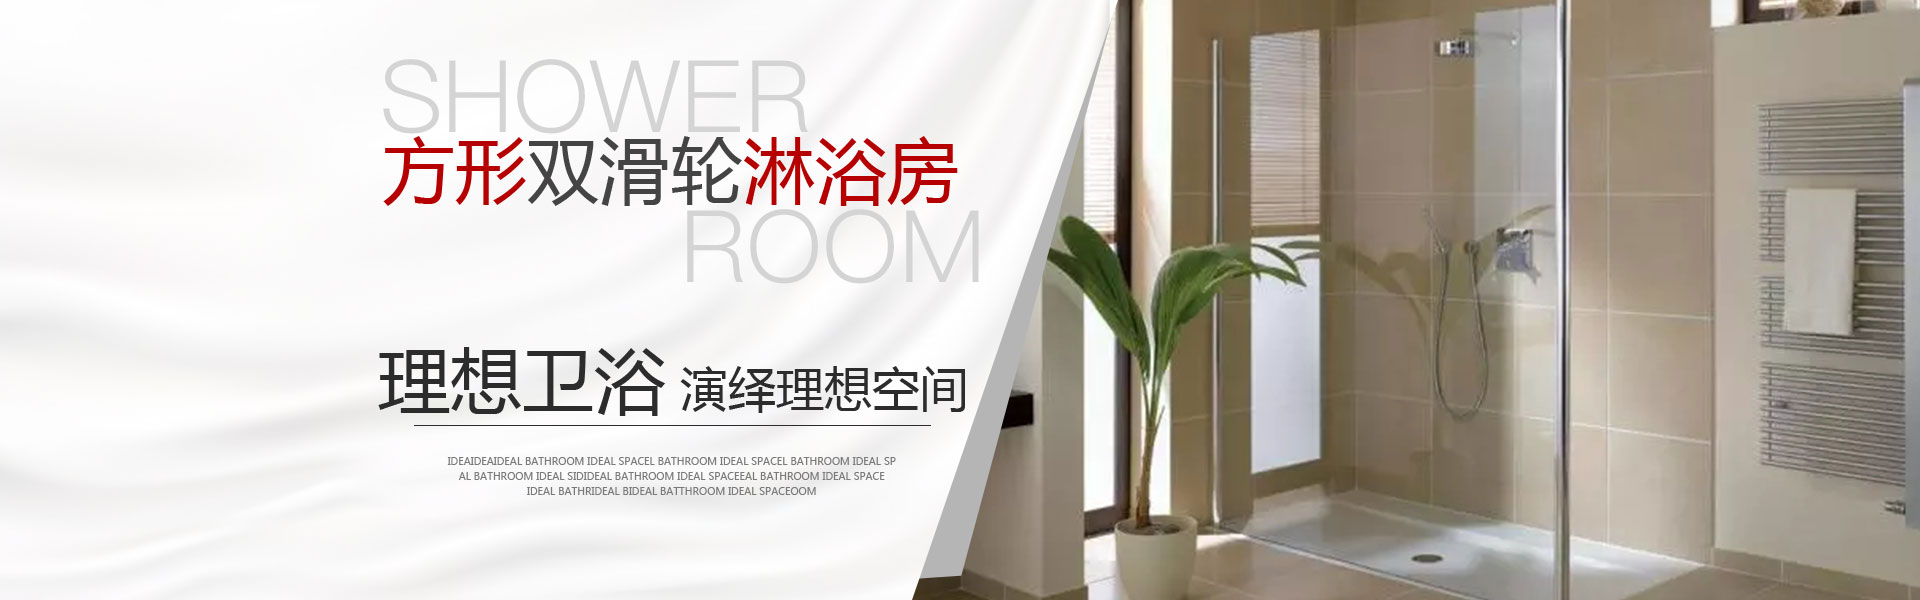 SHOWER
方形双滑轮淋浴房
ROOM
理想卫浴 演绎理想空间
IDEAIDEAIDEAL BATHROOM IDEAL SPACEL BATHROOM IDEAL SPACEL BATHROOM IDEAL SP
AL BATHROOM IDEAL SIDIDEAL BATHROOM IDEAL SPACEEAL BATHROOM IDEAL SPACE
IDEAL BATHRIDEAL BIDEAL BATTHROOM IDEAL SPACEOOM